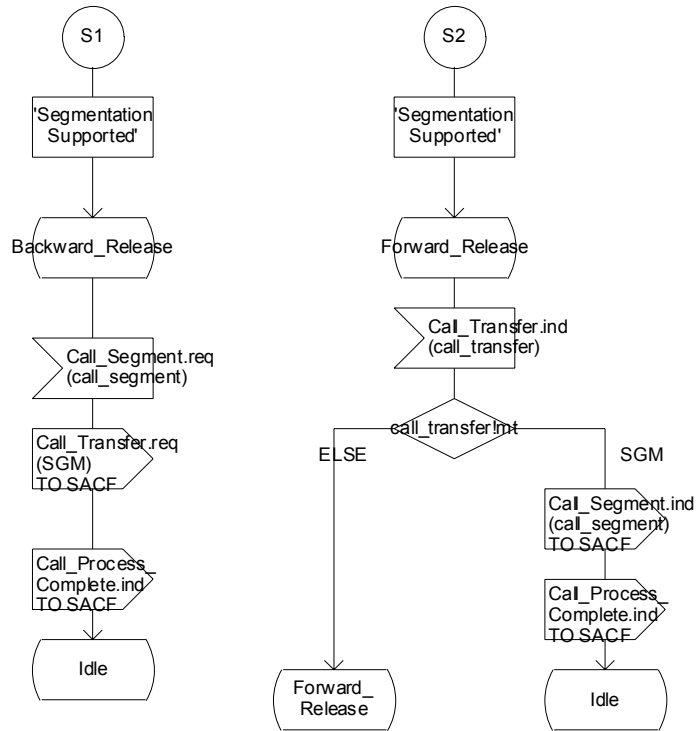 S1
'Segmentation
Supported'
Backward_Release
Call_Segment.req
(call_segment)
Call_Transfer.req
(SGM)
TO SACF
Call_Process_
Complete.ind
TO SACF
Idle
S2
'Segmentation
Supported'
Forward_Release
Call_Transfer.ind
(call_transfer)
call_transfer!mt
ELSE
SGM
Forward_
Release
Call_Segment.ind
(call_segment)
TO SACF
Call_Process_
Complete.ind
TO SACF
Idle